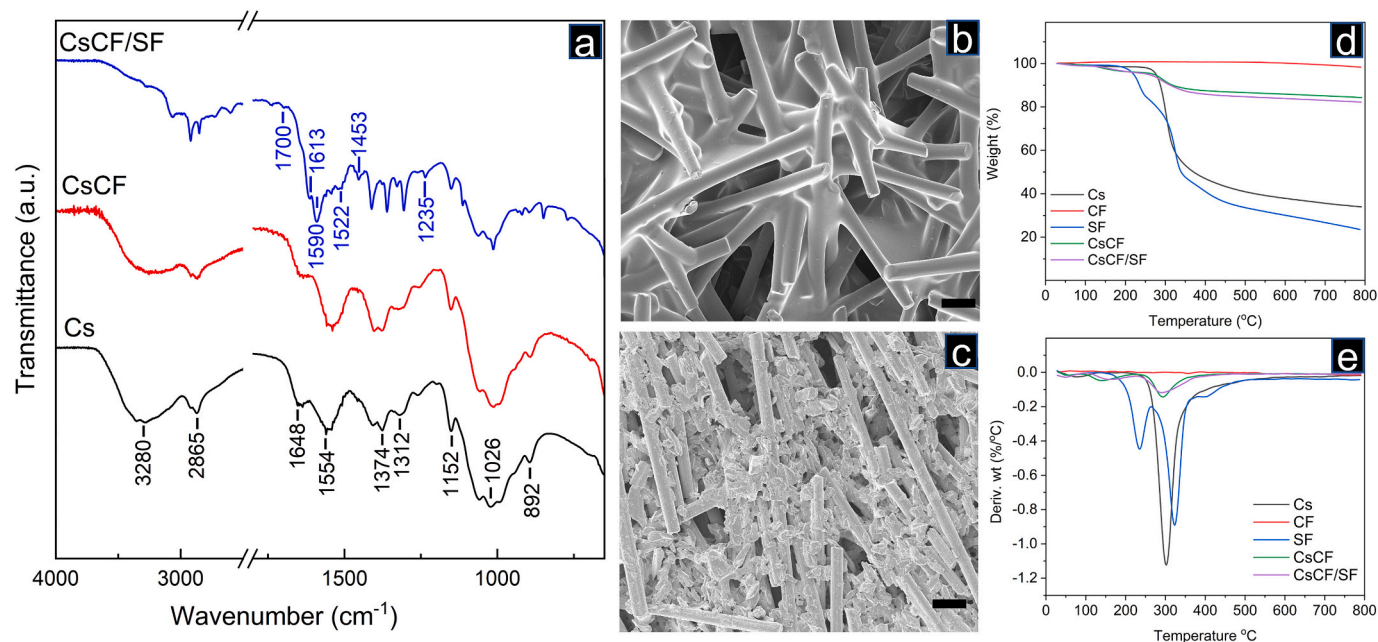 a
CsCF/SF
1700
1613
1453
1590
1522
1235
CsCF
Cs
3280
2865
1648
1554
1374
1312
1152
1026
892
Transmittance (a.u.)
4000 3000 1500 1000
Wavenumber (cm⁻¹)
b
c
d
Weight (%)
100
80
60
40
20
Cs
CF
SF
CsCF
CsCF/SF
0 100 200 300 400 500 600 700 800
Temperature (ºC)
e
Deriv. wt (%/ºC)
0.0
-0.2
-0.4
-0.6
-0.8
-1.0
-1.2
Cs
CF
SF
CsCF
CsCF/SF
0 100 200 300 400 500 600 700 800
Temperature ºC